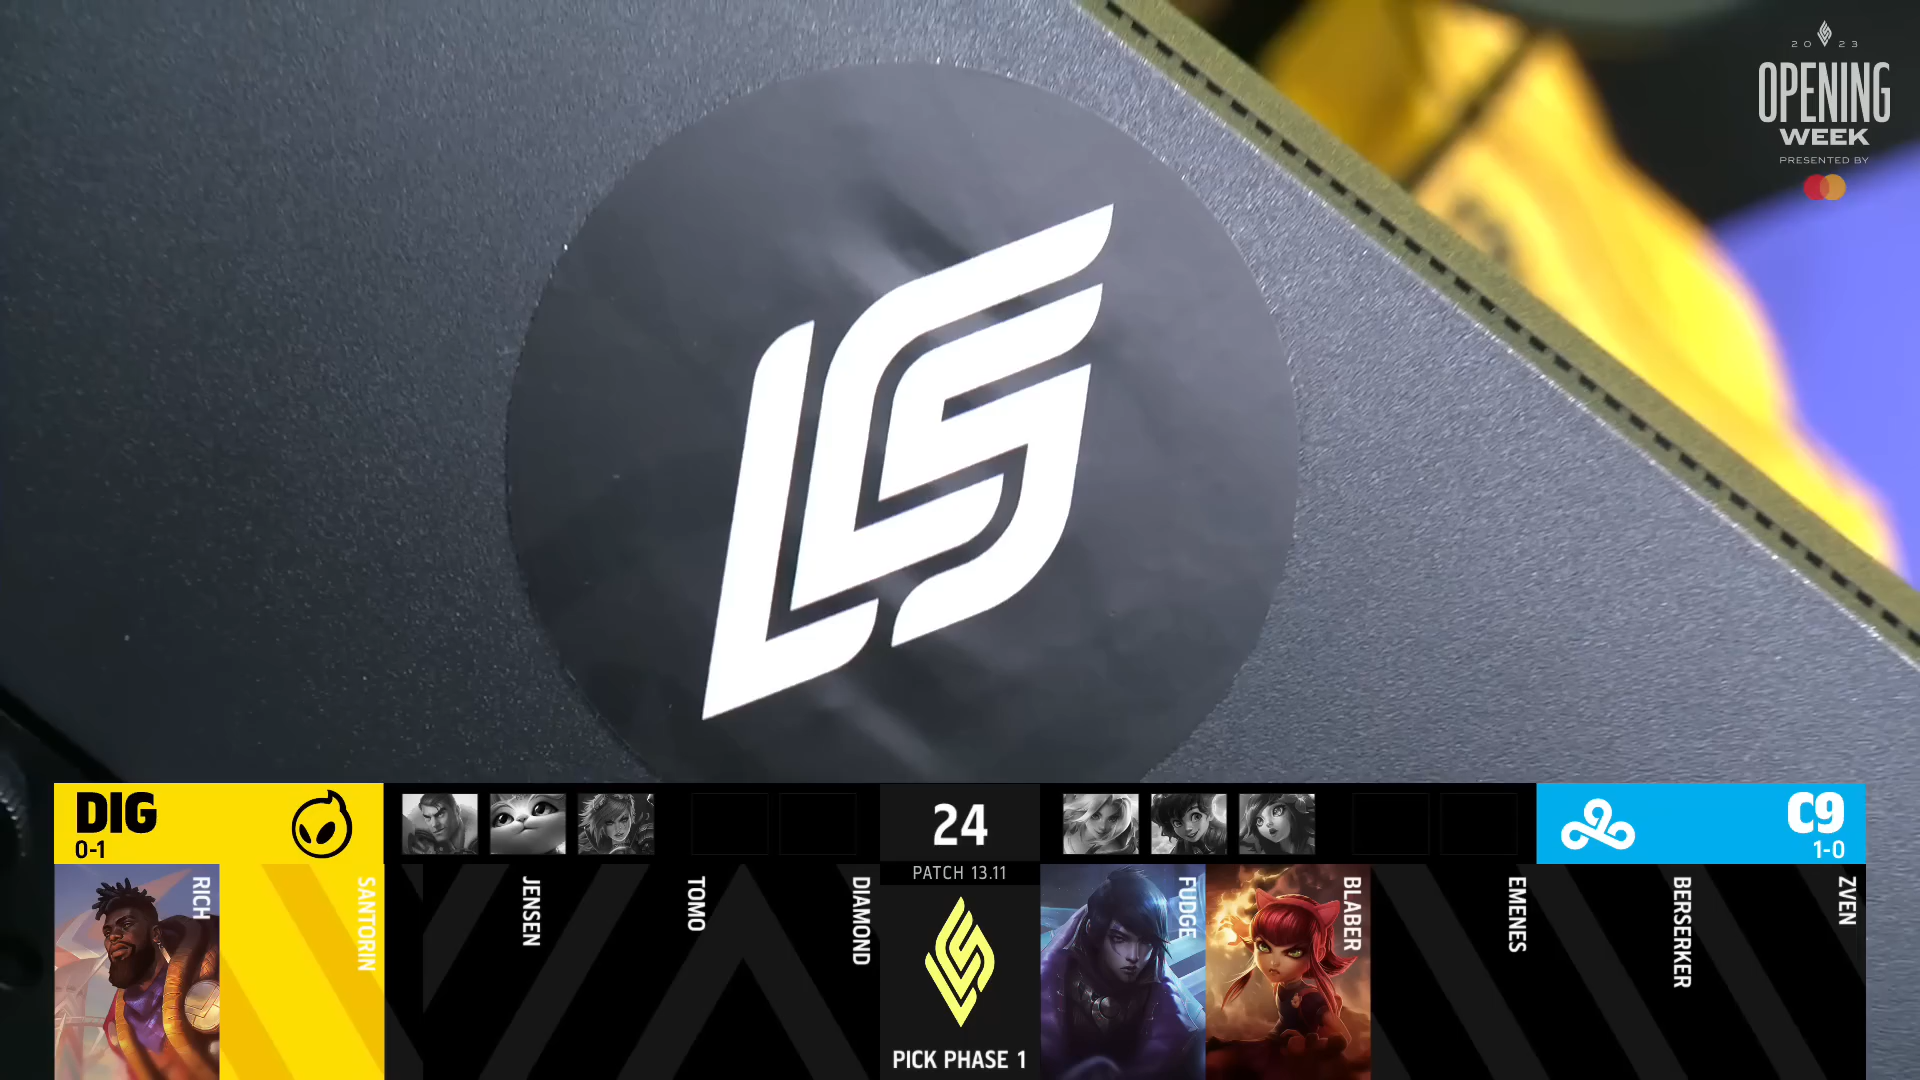 2023
OPENING
WEEK
PRESENTED BY
LCS
DIG
0-1
24
C9
1-0
PATCH 13.11
RICH
SANTORIN
JENSEN
TOMO
DIAMOND
FUDGE
BLABER
EMENES
BERSERKER
ZVEN
PICK PHASE 1